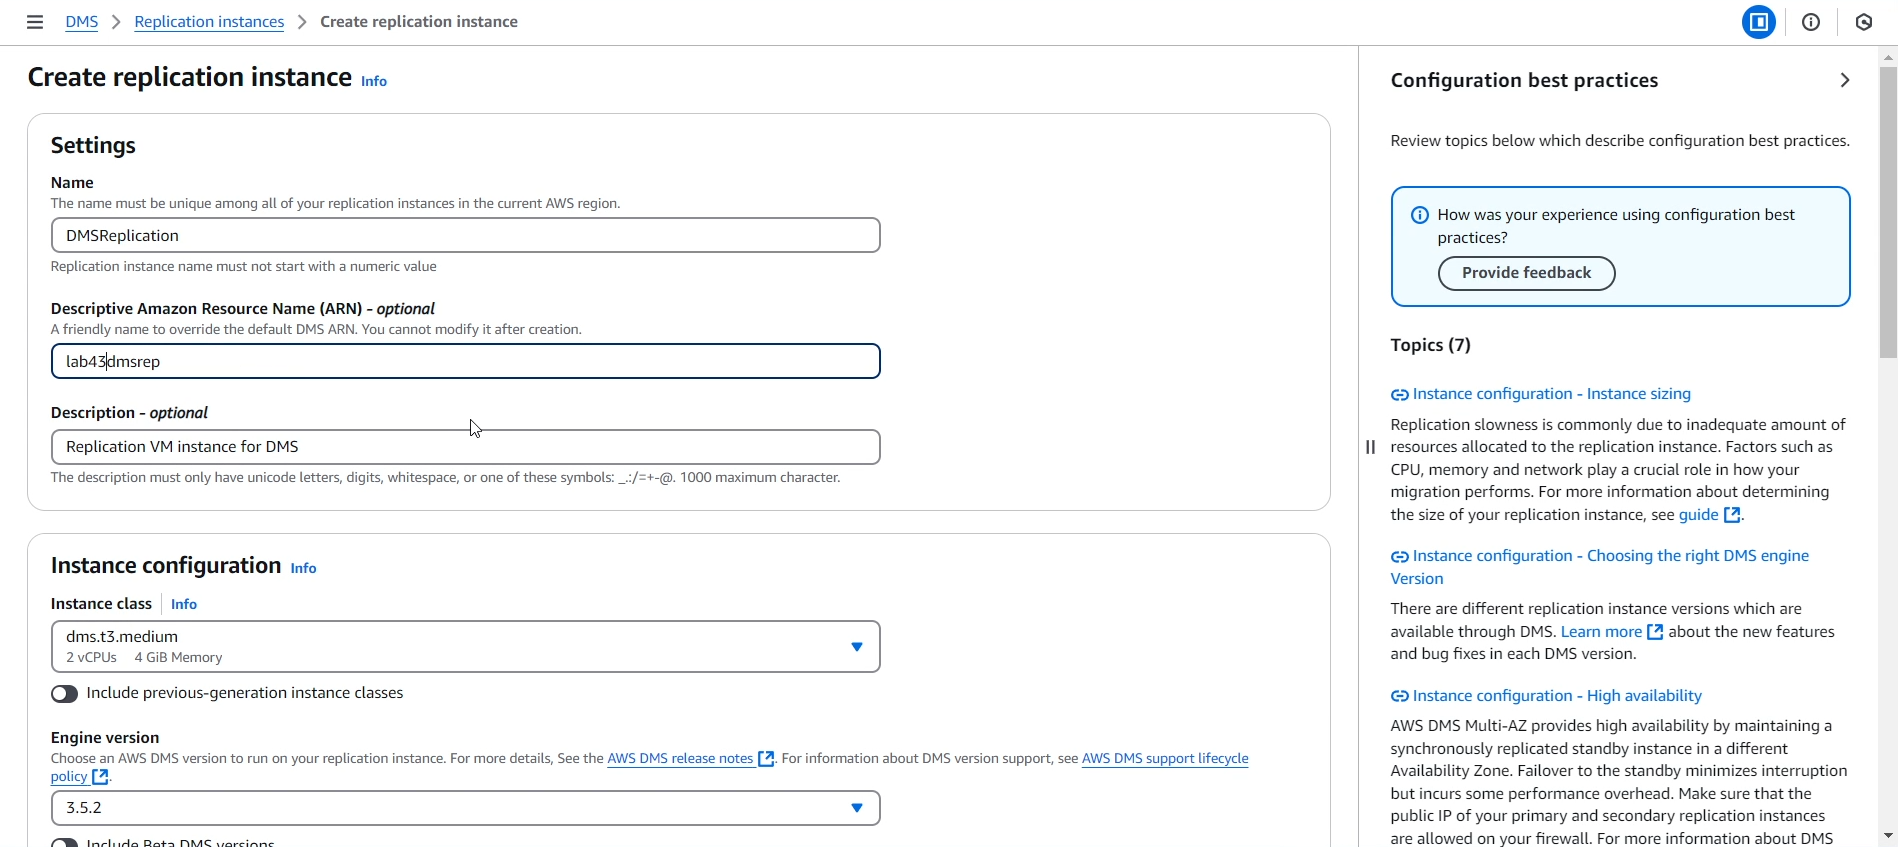 DMS > Replication instances > Create replication instance
Create replication instance Info
Settings
Name
The name must be unique among all of your replication instances in the current AWS region.
DMSReplication
Replication instance name must not start with a numeric value
Descriptive Amazon Resource Name (ARN) - optional
A friendly name to override the default DMS ARN. You cannot modify it after creation.
lab43dmsrep
Description - optional
Replication VM instance for DMS
The description must only have unicode letters, digits, whitespace, or one of these symbols: _.:/=+-@. 1000 maximum character.
Instance configuration Info
Instance class Info
dms.t3.medium
2 vCPUs 4 GiB Memory
Include previous-generation instance classes
Engine version
Choose an AWS DMS version to run on your replication instance. For more details, See the AWS DMS release notes. For information about DMS version support, see AWS DMS support lifecycle
policy.
3.5.2
Include Beta DMS versions
Configuration best practices
Review topics below which describe configuration best practices.
How was your experience using configuration best
practices?
Provide feedback
Topics (7)
Instance configuration - Instance sizing
Replication slowness is commonly due to inadequate amount of
resources allocated to the replication instance. Factors such as
CPU, memory and network play a crucial role in how your
migration performs. For more information about determining
the size of your replication instance, see guide.
Instance configuration - Choosing the right DMS engine
Version
There are different replication instance versions which are
available through DMS. Learn more about the new features
and bug fixes in each DMS version.
Instance configuration - High availability
AWS DMS Multi-AZ provides high availability by maintaining a
synchronously replicated standby instance in a different
Availability Zone. Failover to the standby minimizes interruption
but incurs some performance overhead. Make sure that the
public IP of your primary and secondary replication instances
are allowed on your firewall. For more information about DMS